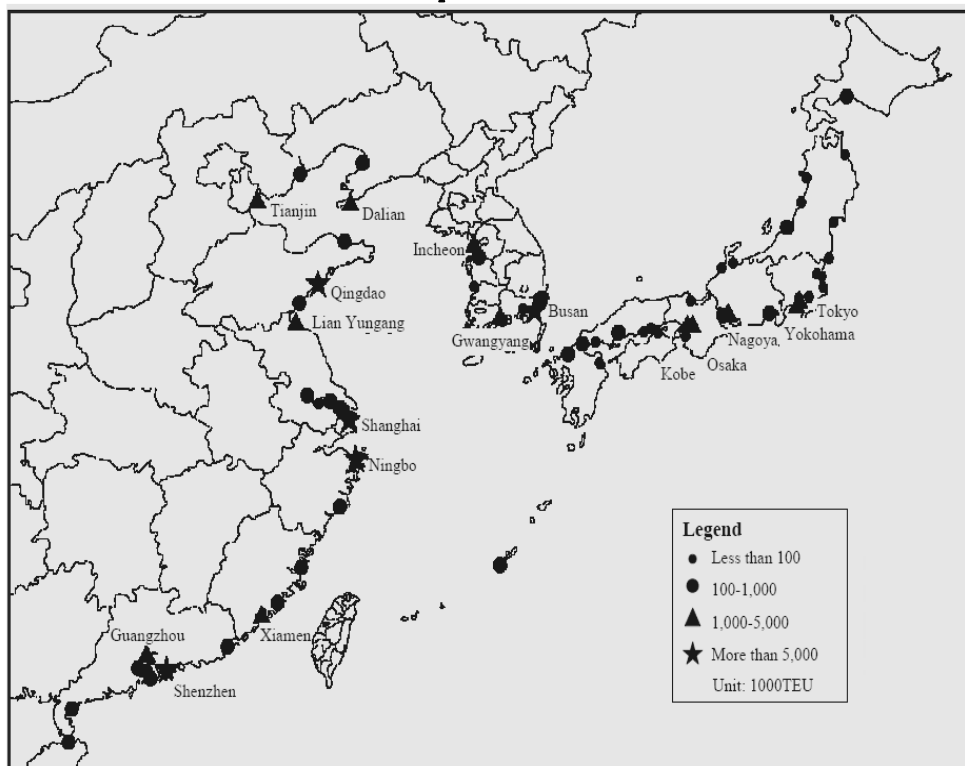 Tianjin
Dalian
Incheon
Qingdao
Busan
Tokyo
Lian Yungang
Gwangyang
Nagoya, Yokohama
Osaka
Kobe
Shanghai
Ningbo
Guangzhou
Xiamen
Shenzhen
Legend
Less than 100
100-1,000
1,000-5,000
More than 5,000
Unit: 1000TEU